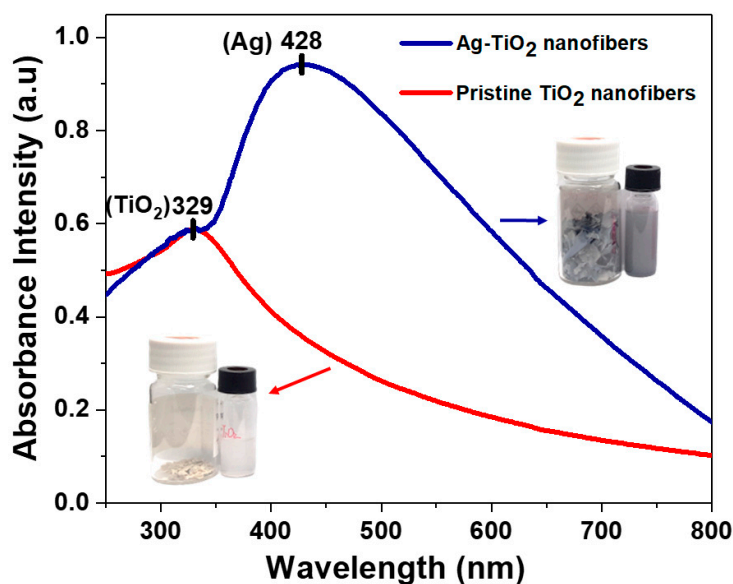 (Ag) 428
Ag-TiO2 nanofibers
Pristine TiO2 nanofibers
(TiO2) 329
Absorbance Intensity (a.u)
1.0
0.8
0.6
0.4
0.2
0.0
TiO2
300
400
500
600
700
800
Wavelength (nm)